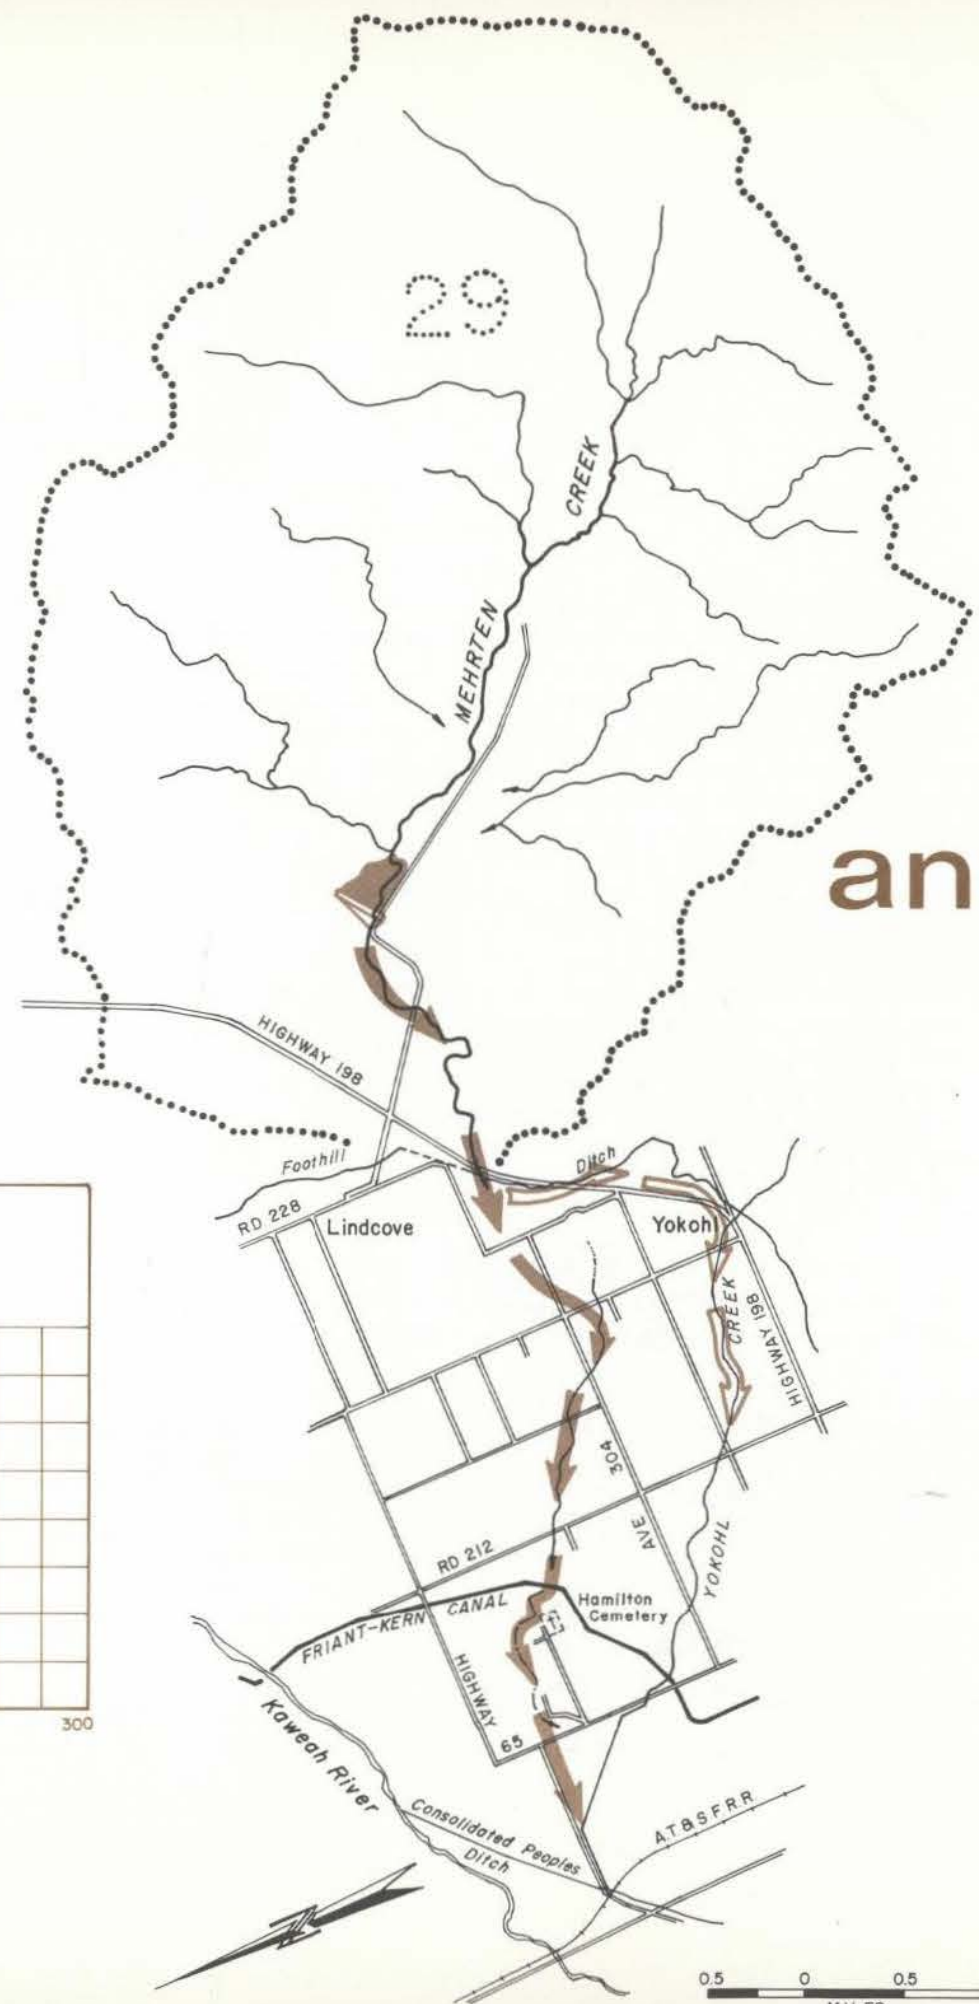 29
CREEK
MEHRTEN
an
HIGHWAY 198
Foothill
Ditch
RD 228
Lindcove
Yokohl
CREEK
HIGHWAY 198
304
AVE
RD 212
YOKOHL
Hamilton
Cemetery
FRIANT-KERN CANAL
HIGHWAY
65
300
Kaweah River
Consolidated Peoples
Ditch
A.T.&S.F.R.R.
N
0.5 0 0.5